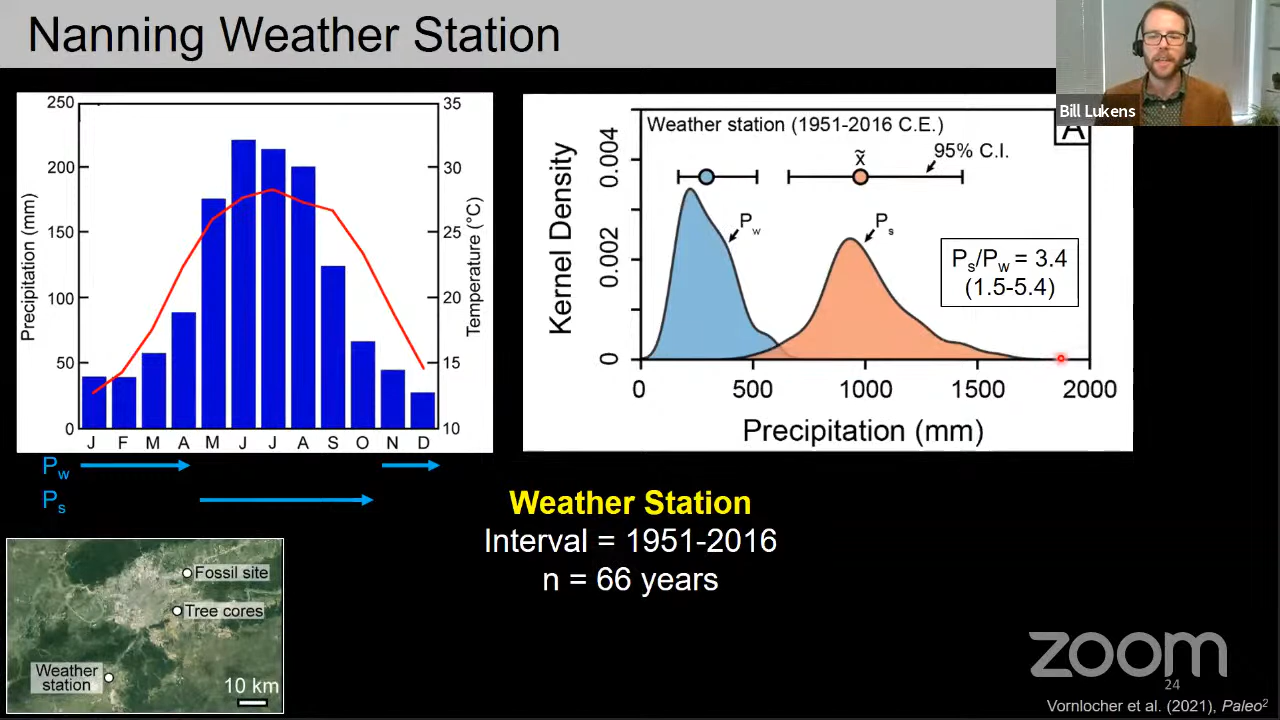 Nanning Weather Station
Bill Lukens
250
200
150
100
50
0
Precipitation (mm)
35
30
25
20
15
10
Temperature (°C)
J F M A M J J A S O N D
Pw
Ps
Weather station (1951-2016 C.E.)
A
x̃
95% C.I.
Pw
Ps
Ps/Pw = 3.4
(1.5-5.4)
Kernel Density
0.004
0.002
0
0 500 1000 1500 2000
Precipitation (mm)
Weather Station
Interval = 1951-2016
n = 66 years
Fossil site
Tree cores
Weather
station
10 km
zoom
24
Vornlocher et al. (2021), Paleo²